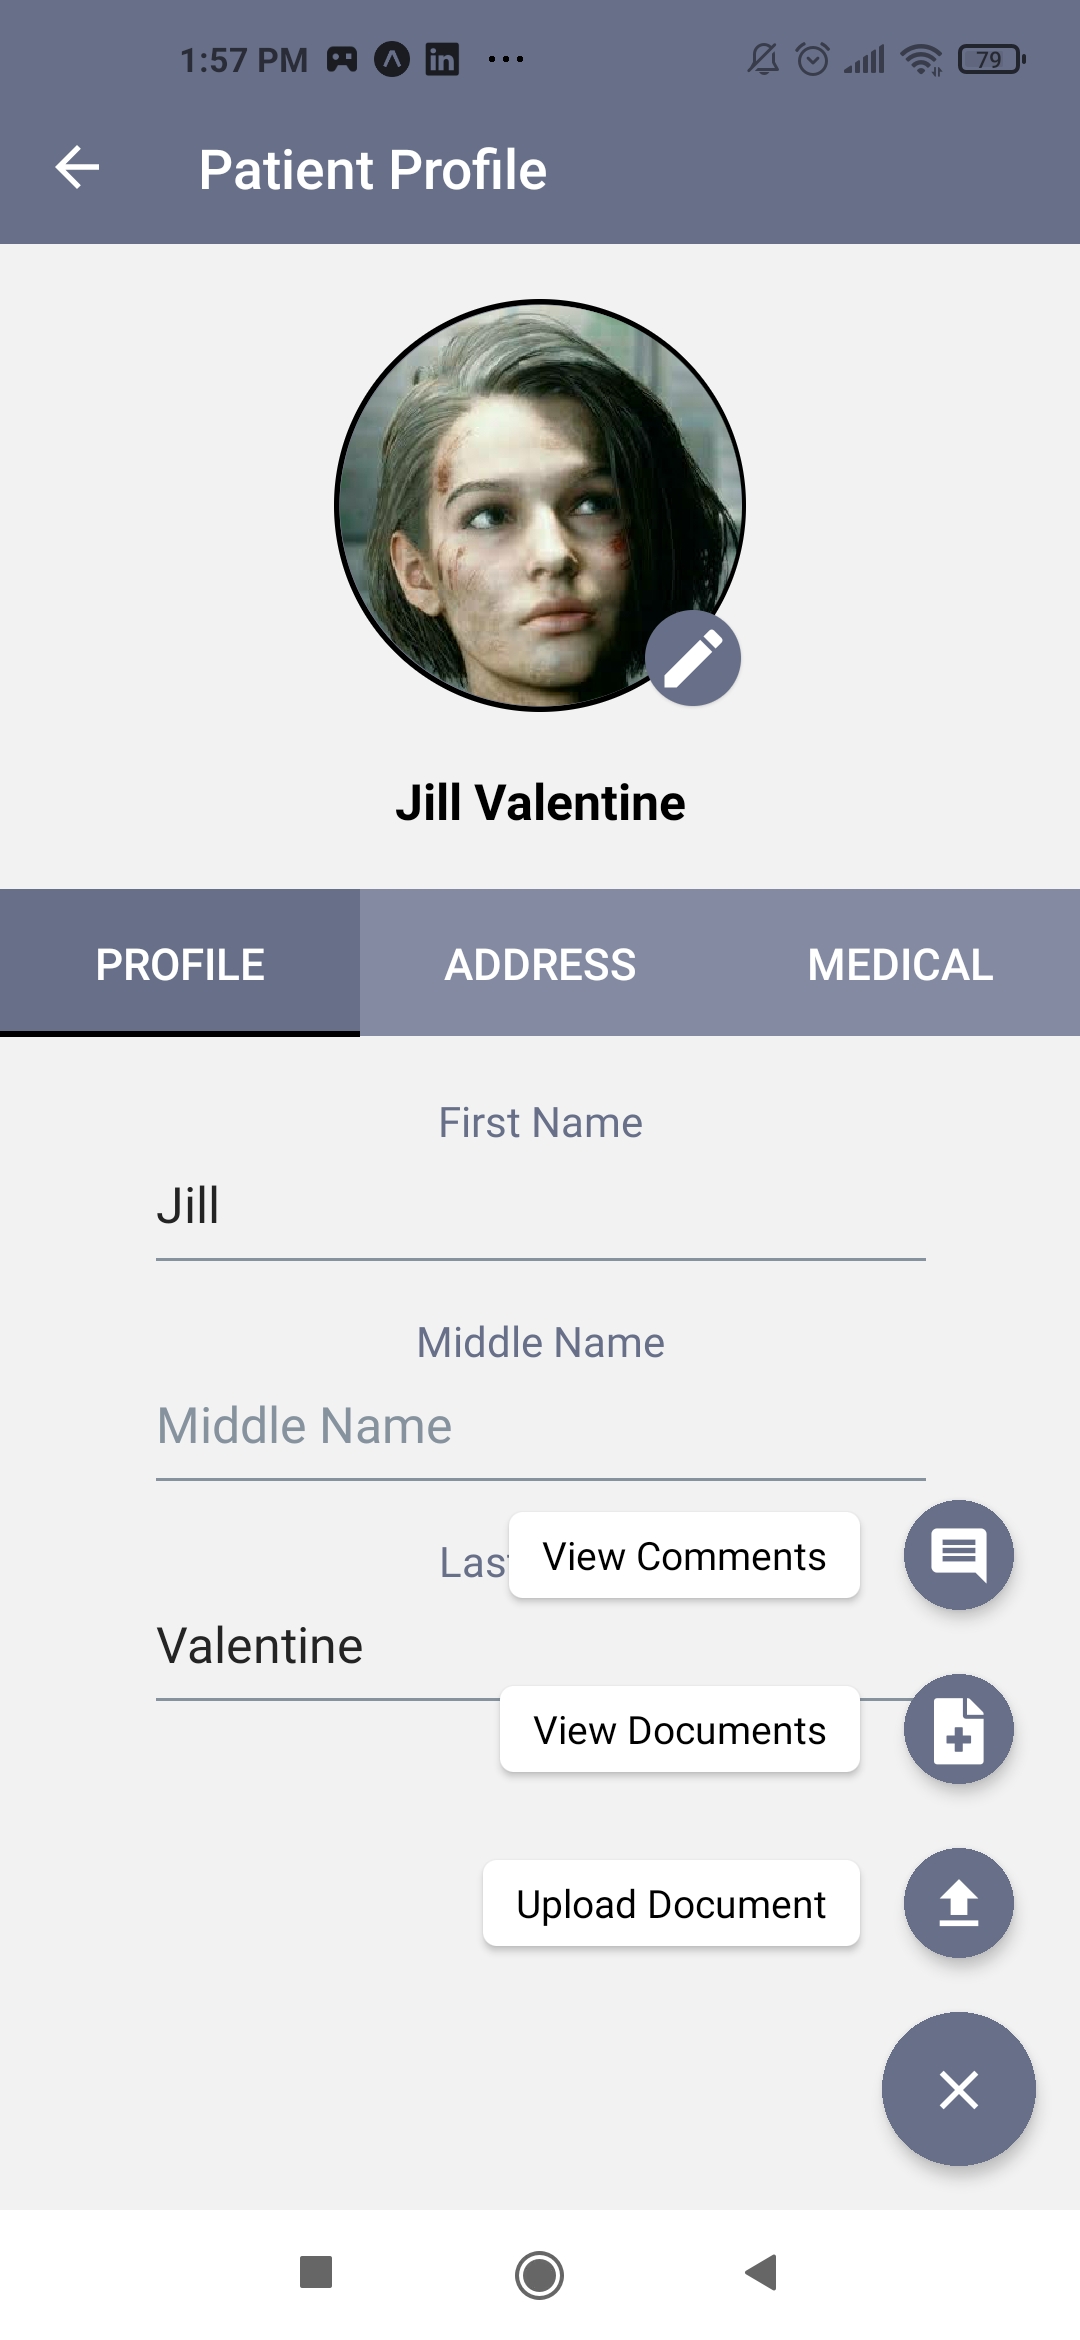 1:57 PM in ... 79
Patient Profile
Jill Valentine
PROFILE ADDRESS MEDICAL
First Name
Jill
Middle Name
Middle Name
Las View Comments
Valentine
View Documents
Upload Document